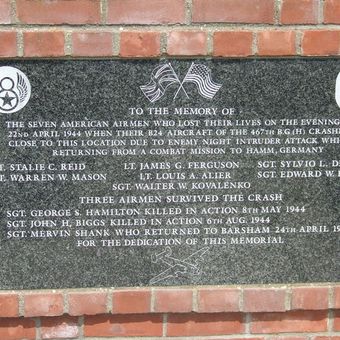 TO THE MEMORY OF
THE SEVEN AMERICAN AIRMEN WHO LOST THEIR LIVES ON THE EVENING
22ND APRIL 1944 WHEN THEIR B24 AIRCRAFT OF THE 467TH B.G (H) CRASH
CLOSE TO THIS LOCATION DUE TO ENEMY NIGHT INTRUDER ATTACK WHI
RETURNING FROM A COMBAT MISSION TO HAMM, GERMANY
T. STALIE C. REID LT. JAMES G. FERGUSON SGT. SYLVIO L.
T. WARREN W. MASON LT. LOUIS A. ALIER SGT. EDWARD W.
SGT. WALTER W. KOVALENKO
THREE AIRMEN SURVIVED THE CRASH
SGT. GEORGE S. HAMILTON KILLED IN ACTION 8TH MAY 1944
SGT. JOHN H, BIGGS KILLED IN ACTION 6TH AUG. 1944
SGT. MERVIN SHANK WHO RETURNED TO BARSHAM 24TH APRIL 19
FOR THE DEDICATION OF THIS MEMORIAL